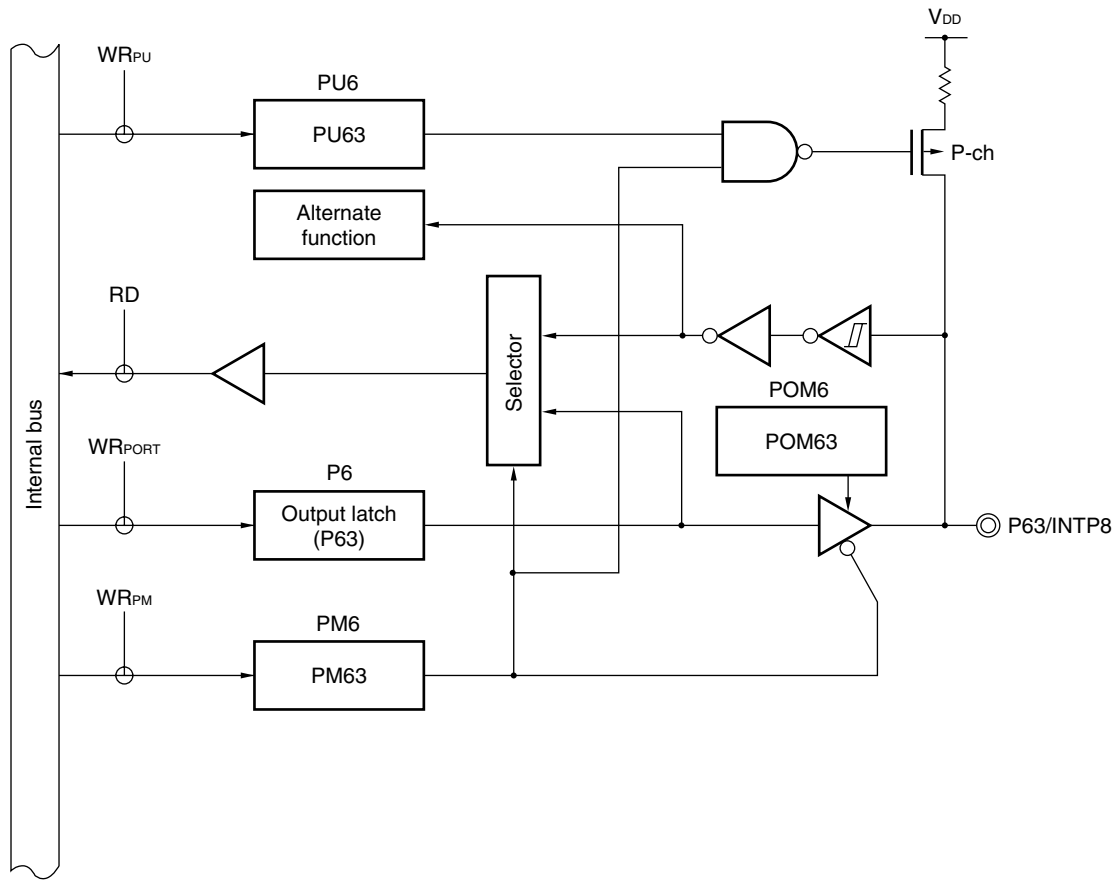 VDD
WRPU
PU6
PU63
P-ch
Alternate
function
RD
Selector
Internal bus
POM6
POM63
WRPORT
P6
Output latch
(P63)
P63/INTP8
WRPM
PM6
PM63